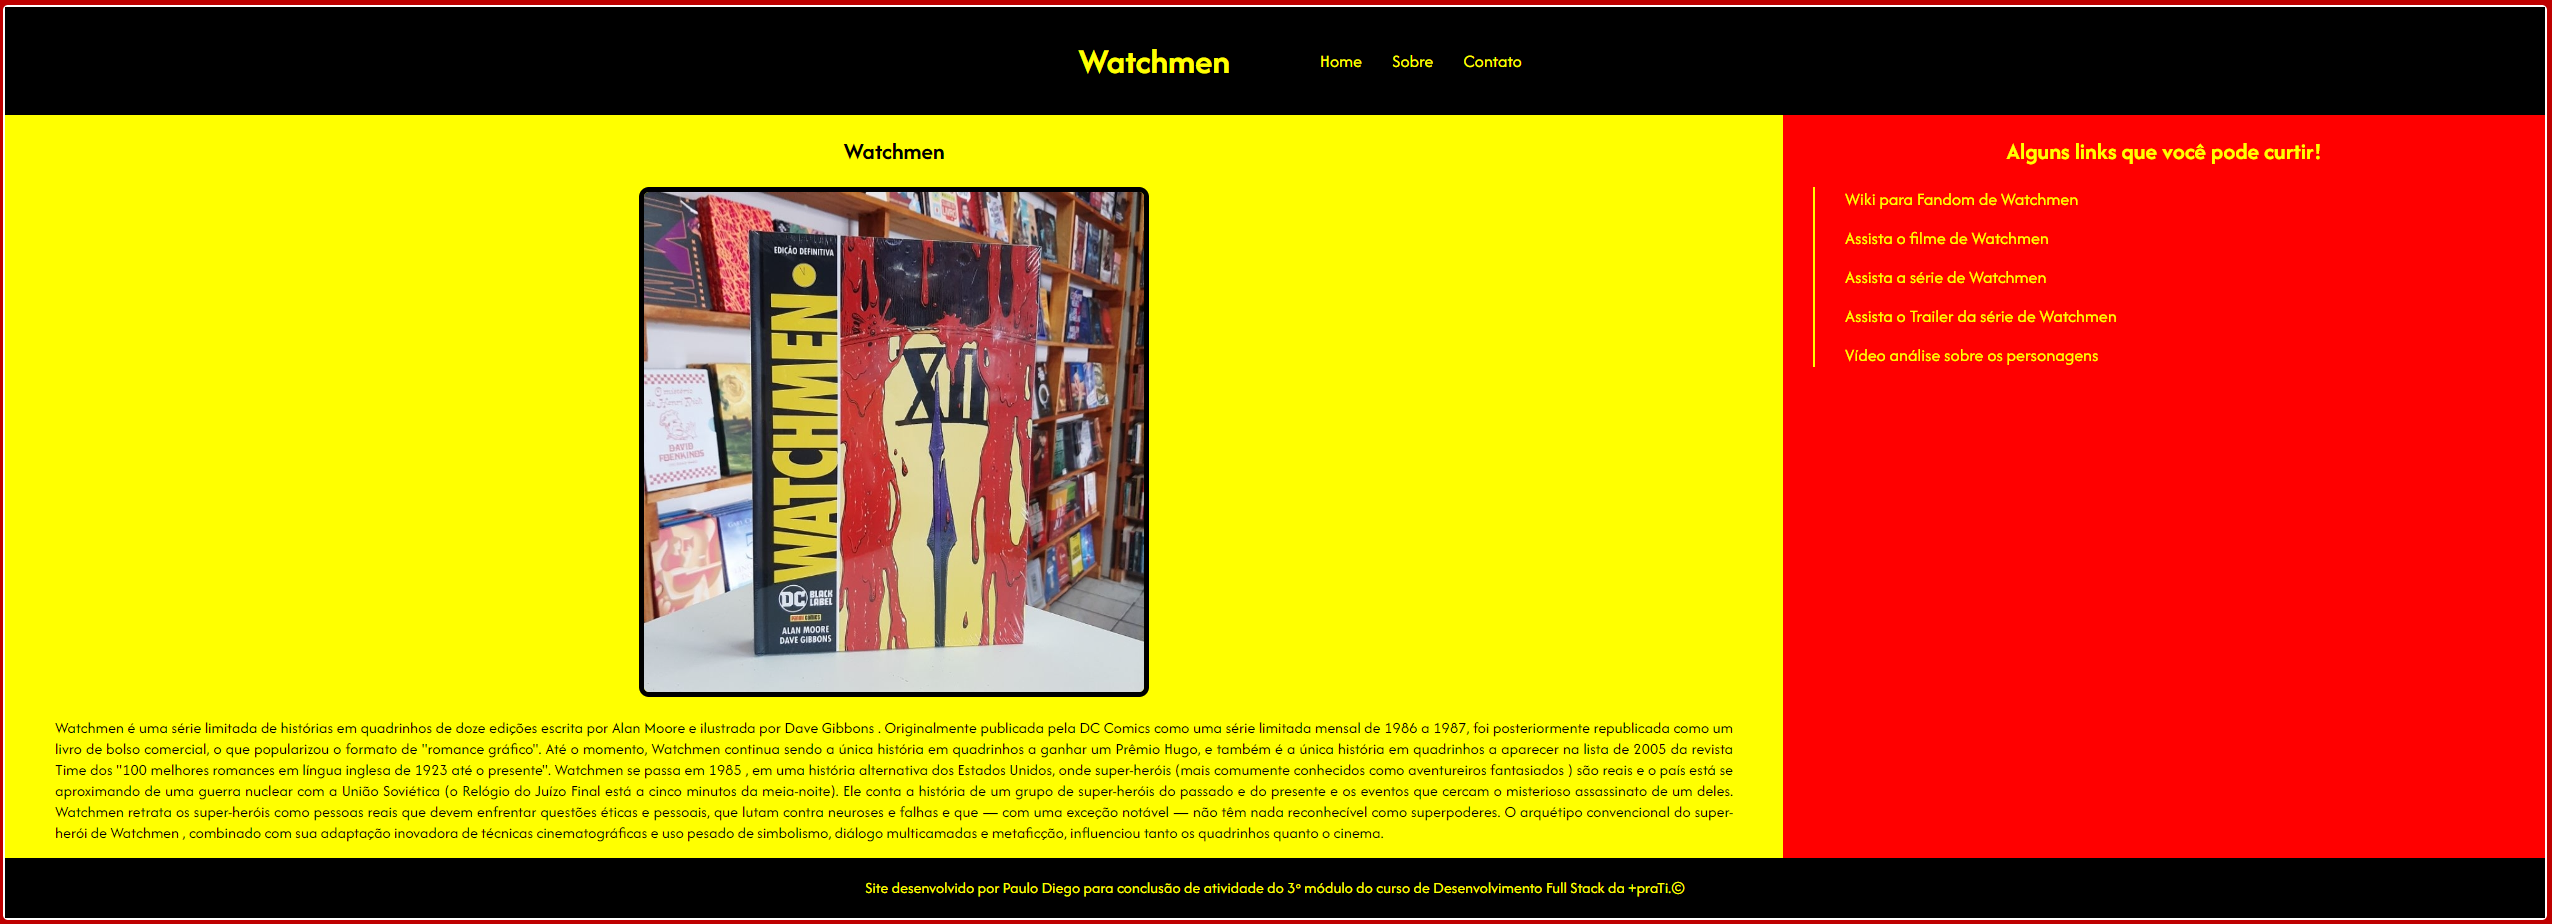 Watchmen
Home Sobre Contato
Watchmen
EDIÇÃO DEFINITIVA
WATCHMEN
XII
DC BLACK LABEL
PANINI COMICS
ALAN MOORE
DAVE GIBBONS
DAVID
FOENKINOS
Watchmen é uma série limitada de histórias em quadrinhos de doze edições escrita por Alan Moore e ilustrada por Dave Gibbons . Originalmente publicada pela DC Comics como uma série limitada mensal de 1986 a 1987, foi posteriormente republicada como um
livro de bolso comercial, o que popularizou o formato de "romance gráfico". Até o momento, Watchmen continua sendo a única história em quadrinhos a ganhar um Prêmio Hugo, e também é a única história em quadrinhos a aparecer na lista de 2005 da revista
Time dos "100 melhores romances em língua inglesa de 1923 até o presente". Watchmen se passa em 1985 , em uma história alternativa dos Estados Unidos, onde super-heróis (mais comumente conhecidos como aventureiros fantasiados ) são reais e o país está se
aproximando de uma guerra nuclear com a União Soviética (o Relógio do Juízo Final está a cinco minutos da meia-noite). Ele conta a história de um grupo de super-heróis do passado e do presente e os eventos que cercam o misterioso assassinato de um deles.
Watchmen retrata os super-heróis como pessoas reais que devem enfrentar questões éticas e pessoais, que lutam contra neuroses e falhas e que — com uma exceção notável — não têm nada reconhecível como superpoderes. O arquétipo convencional do super-
herói de Watchmen , combinado com sua adaptação inovadora de técnicas cinematográficas e uso pesado de simbolismo, diálogo multicamadas e metaficção, influenciou tanto os quadrinhos quanto o cinema.
Alguns links que você pode curtir!
Wiki para Fandom de Watchmen
Assista o filme de Watchmen
Assista a série de Watchmen
Assista o Trailer da série de Watchmen
Vídeo análise sobre os personagens
Site desenvolvido por Paulo Diego para conclusão de atividade do 3º módulo do curso de Desenvolvimento Full Stack da +praTi.©